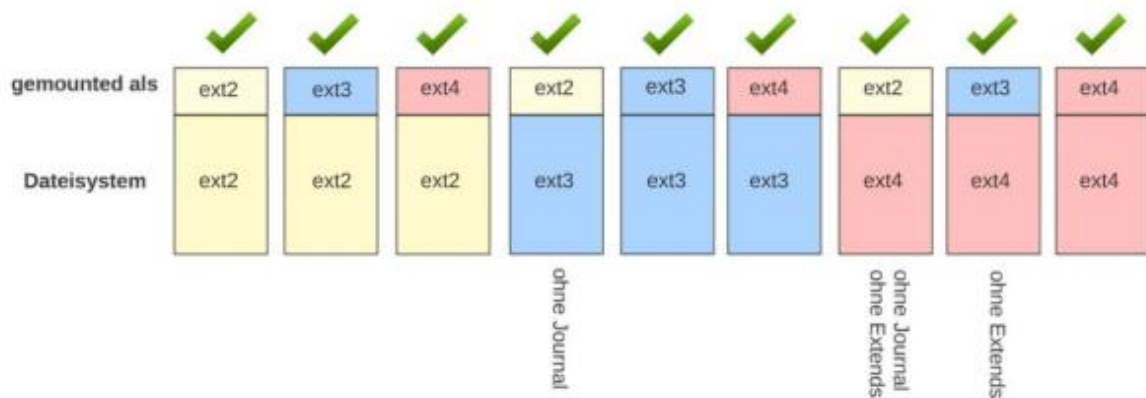 gemounted als
ext2 ext3 ext4 ext2 ext3 ext4 ext2 ext3 ext4
Dateisystem
ext2 ext2 ext2 ext3 ext3 ext3 ext4 ext4 ext4
ohne Journal
ohne Journal
ohne Extends
ohne Extends